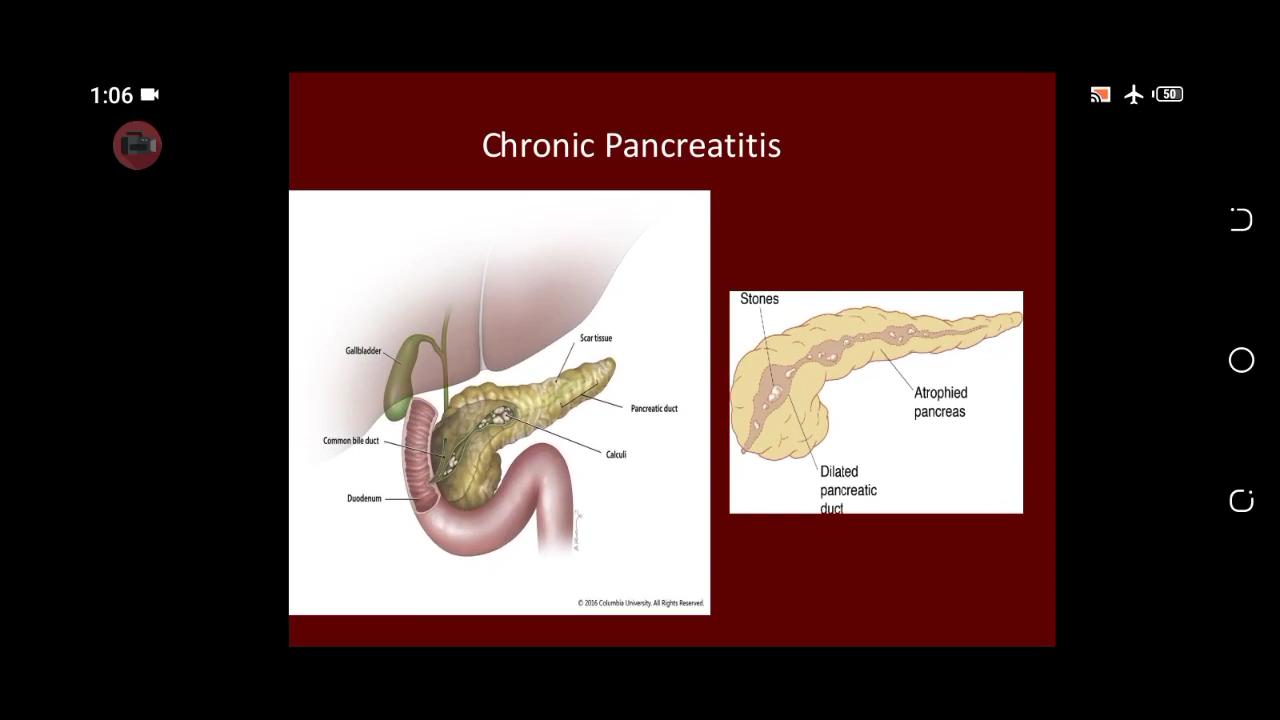 1:06
50
Chronic Pancreatitis
Gallbladder
Scar tissue
Pancreatic duct
Common bile duct
Calculi
Duodenum
© 2016 Columbia University. All Rights Reserved.
Stones
Atrophied
pancreas
Dilated
pancreatic
duct